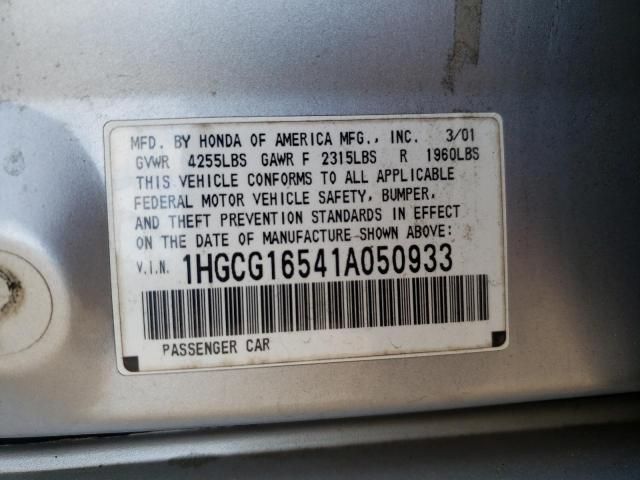 MFD. BY HONDA OF AMERICA MFG., INC. 3/01
GVWR 4255LBS GAWR F 2315LBS R 1960LBS
THIS VEHICLE CONFORMS TO ALL APPLICABLE
FEDERAL MOTOR VEHICLE SAFETY, BUMPER,
AND THEFT PREVENTION STANDARDS IN EFFECT
ON THE DATE OF MANUFACTURE SHOWN ABOVE:
V.I.N. 1HGCG16541A050933
PASSENGER CAR